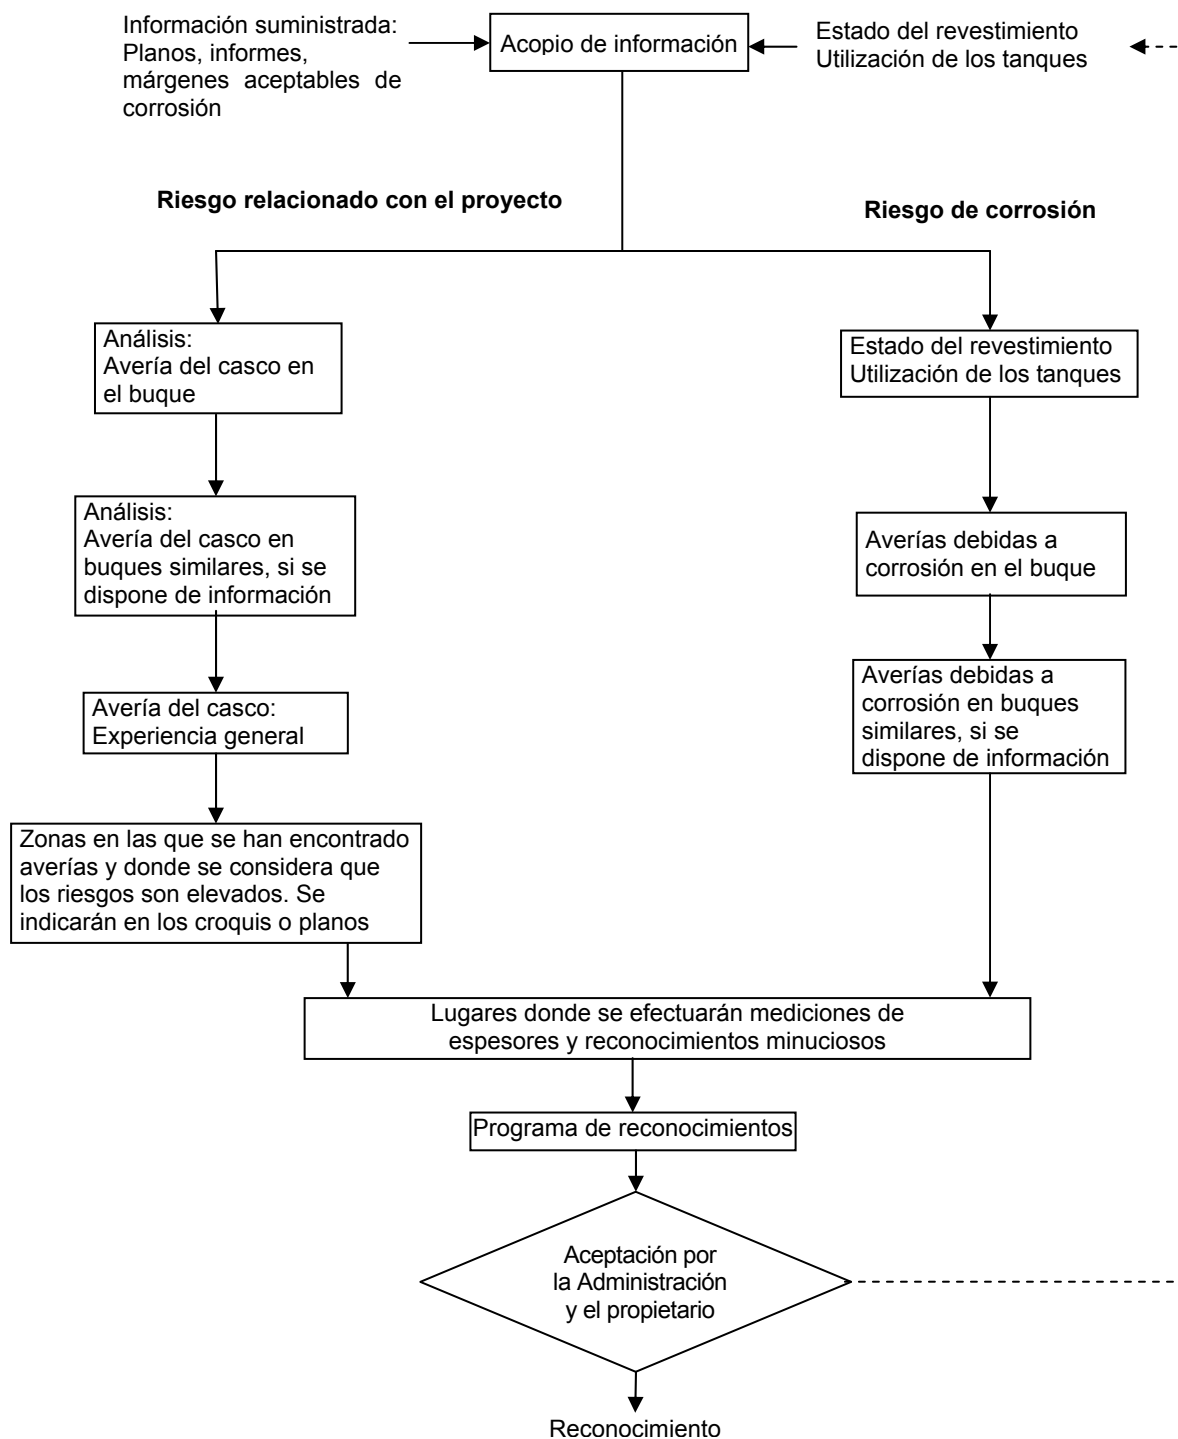 Información suministrada:
Planos, informes,
márgenes aceptables de
corrosión
Acopio de información
Estado del revestimiento
Utilización de los tanques
Riesgo relacionado con el proyecto
Riesgo de corrosión
Análisis:
Avería del casco en
el buque
Estado del revestimiento
Utilización de los tanques
Análisis:
Avería del casco en
buques similares, si se
dispone de información
Averías debidas a
corrosión en el buque
Avería del casco:
Experiencia general
Averías debidas a
corrosión en buques
similares, si se
dispone de información
Zonas en las que se han encontrado
averías y donde se considera que
los riesgos son elevados. Se
indicarán en los croquis o planos
Lugares donde se efectuarán mediciones de
espesores y reconocimientos minuciosos
Programa de reconocimientos
Aceptación por
la Administración
y el propietario
Reconocimiento